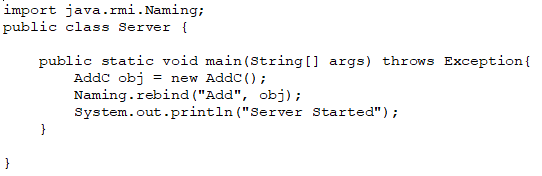 import java.rmi.Naming;
public class Server {
    public static void main(String[] args) throws Exception{
        AddC obj = new AddC();
        Naming.rebind("Add", obj);
        System.out.println("Server Started");
    }
}